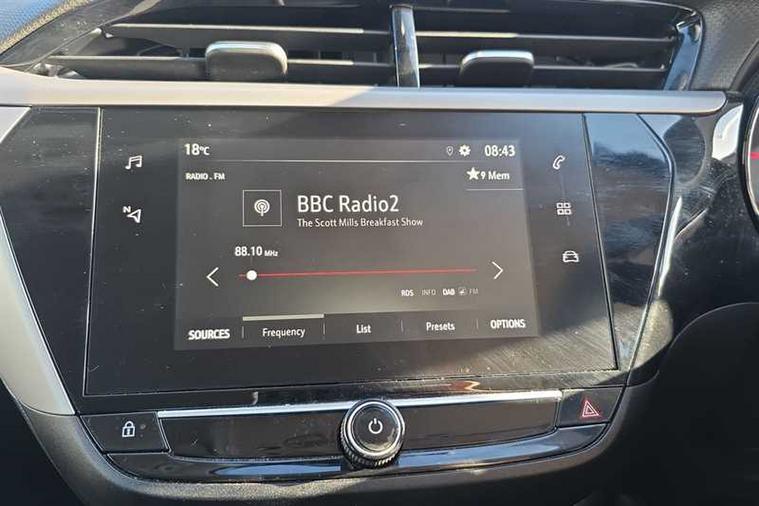 18°C 08:43
RADIO . FM 9 Mem
N
BBC Radio2
The Scott Mills Breakfast Show
88.10 MHz
RDS INFO DAB FM
SOURCES Frequency List Presets OPTIONS